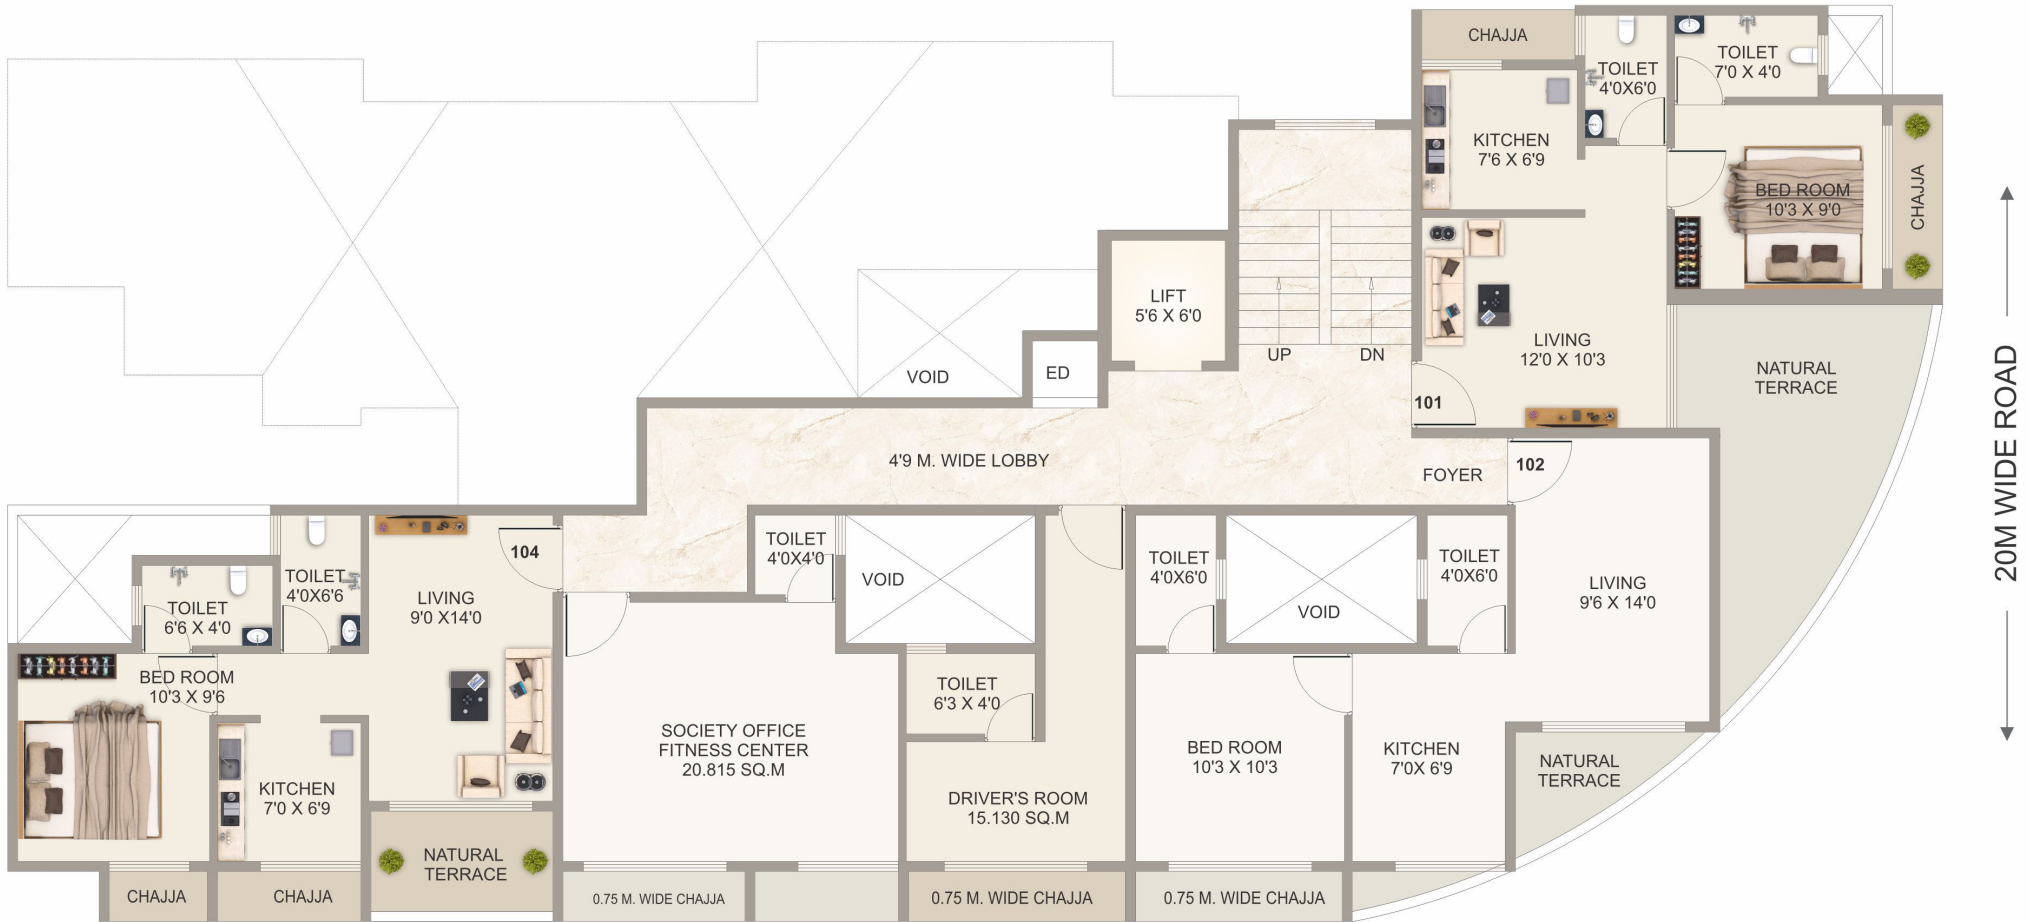 CHAJJA
TOILET
4'0X6'0
TOILET
7'0 X 4'0
KITCHEN
7'6 X 6'9
BED ROOM
10'3 X 9'0
CHAJJA
LIFT
5'6 X 6'0
UP
DN
LIVING
12'0 X 10'3
NATURAL
TERRACE
VOID
ED
101
20M WIDE ROAD
4'9 M. WIDE LOBBY
FOYER
102
104
TOILET
4'0X4'0
VOID
TOILET
4'0X6'0
VOID
TOILET
4'0X6'0
LIVING
9'6 X 14'0
TOILET
4'0X6'6
TOILET
6'6 X 4'0
LIVING
9'0 X14'0
BED ROOM
10'3 X 9'6
TOILET
6'3 X 4'0
SOCIETY OFFICE
FITNESS CENTER
20.815 SQ.M
BED ROOM
10'3 X 10'3
KITCHEN
7'0X 6'9
NATURAL
TERRACE
KITCHEN
7'0 X 6'9
DRIVER'S ROOM
15.130 SQ.M
NATURAL
TERRACE
CHAJJA
CHAJJA
0.75 M. WIDE CHAJJA
0.75 M. WIDE CHAJJA
0.75 M. WIDE CHAJJA